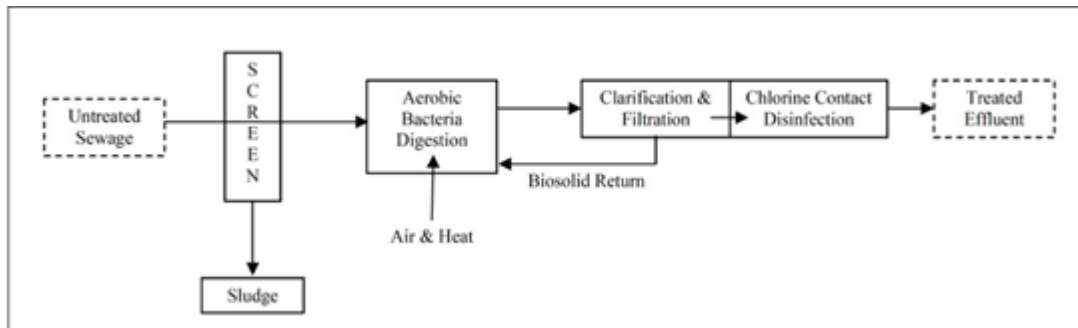 Untreated
Sewage
S
C
R
E
E
N
Sludge
Aerobic
Bacteria
Digestion
Air & Heat
Clarification &
Filtration
Biosolid Return
Chlorine Contact
Disinfection
Treated
Effluent